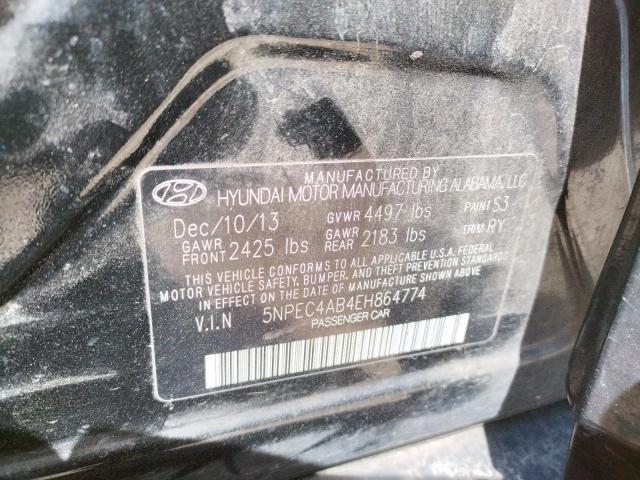 MANUFACTURED BY
HYUNDAI MOTOR MANUFACTURING ALABAMA, LLC
Dec/10/13 GVWR 4497 lbs PAINT S3
GAWR FRONT 2425 lbs GAWR REAR 2183 lbs TRIM RY
THIS VEHICLE CONFORMS TO ALL APPLICABLE U.S.A. FEDERAL
MOTOR VEHICLE SAFETY, BUMPER, AND THEFT PREVENTION STANDARDS
IN EFFECT ON THE DATE OF MANUFACTURE SHOWN ABOVE
V.I.N 5NPEC4AB4EH864774
PASSENGER CAR